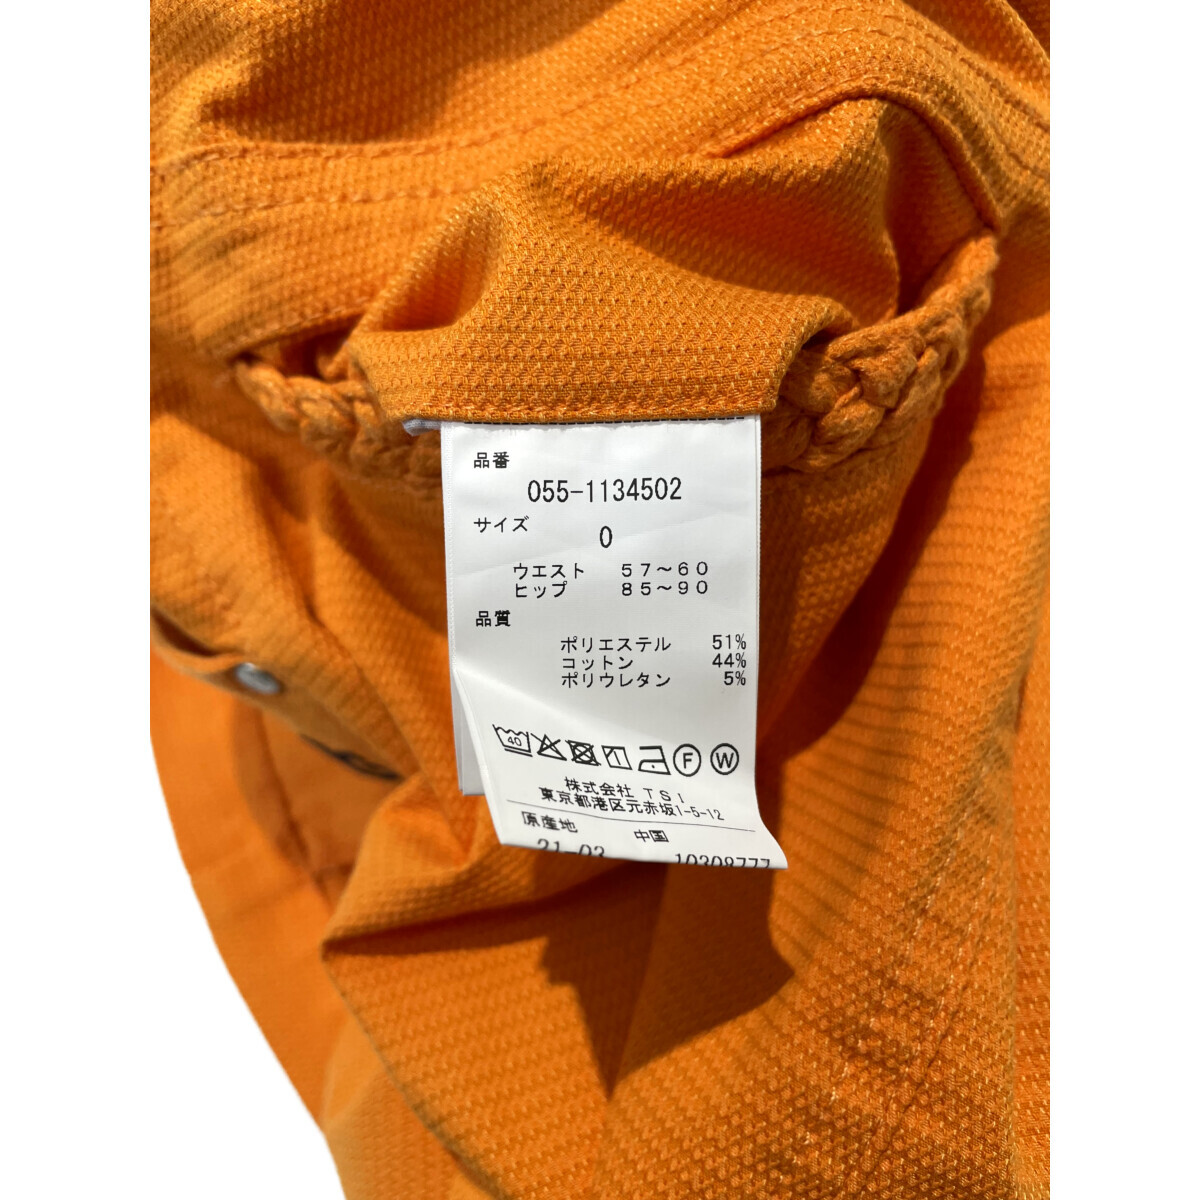 品番
055-1134502
サイズ
0
ウエスト 57～60
ヒップ 85～90
品質
ポリエステル 51%
コットン 44%
ポリウレタン 5%
40 F W
株式会社 TSI
東京都港区元赤坂1-5-12
原産地 中国
21-03 10308777